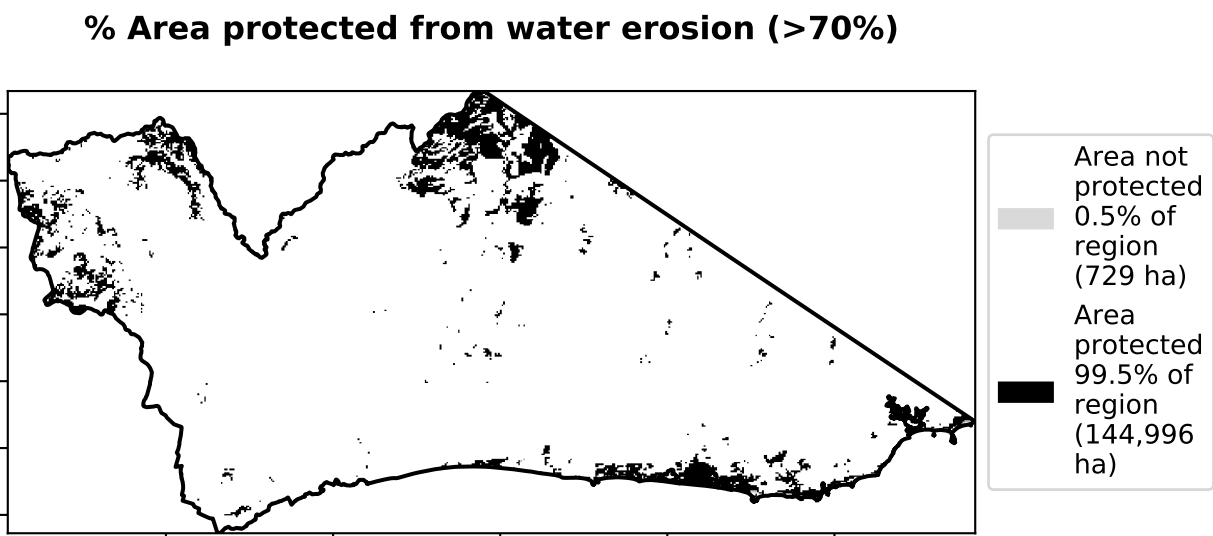 % Area protected from water erosion (>70%)
Area not
protected
0.5% of
region
(729 ha)
Area
protected
99.5% of
region
(144,996
ha)